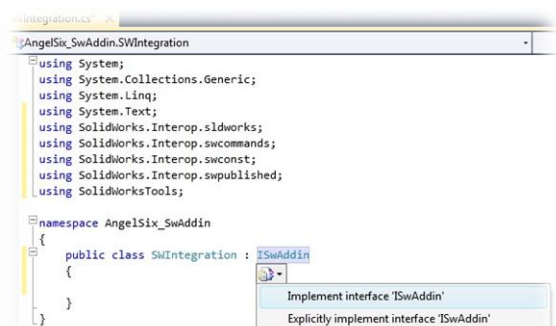 SWIntegration.cs*
AngelSix_SwAddin.SWIntegration
using System;
using System.Collections.Generic;
using System.Linq;
using System.Text;
using SolidWorks.Interop.sldworks;
using SolidWorks.Interop.swcommands;
using SolidWorks.Interop.swconst;
using SolidWorks.Interop.swpublished;
using SolidWorksTools;
namespace AngelSix_SwAddin
{
public class SWIntegration : ISwAddin
{
Implement interface 'ISwAddin'
Explicitly implement interface 'ISwAddin'
}
}